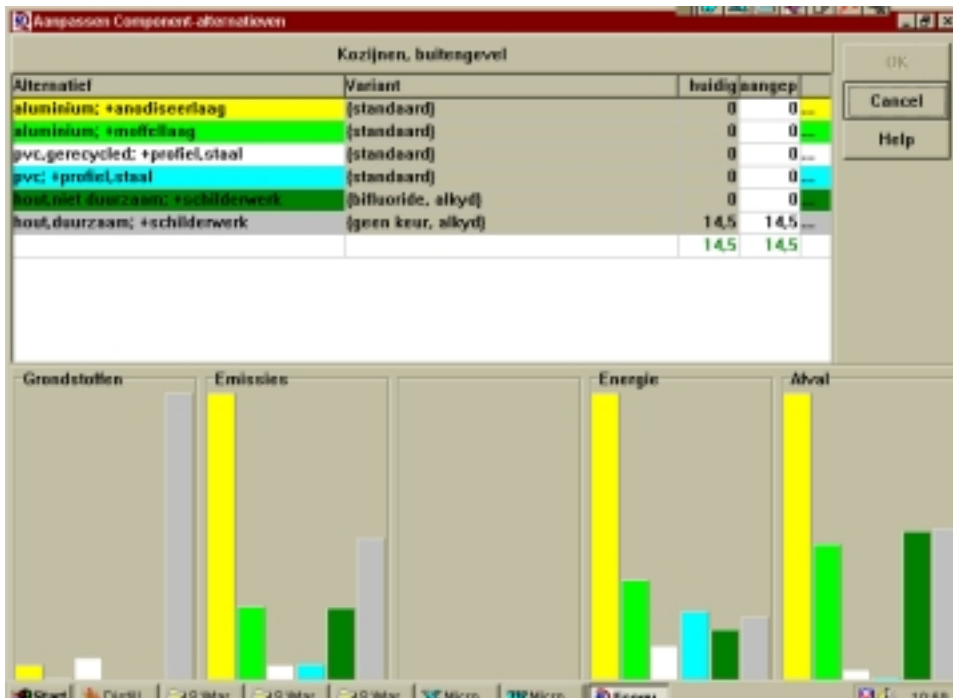 Aanpassen Component-alternatieven
Kozijnen, buitengevel
OK
Alternatief Variant huidig aangep
Cancel
aluminium; +anodiseerlaag (standaard) 0 0 ...
aluminium; +moffellaag (standaard) 0 0 ...
Help
pvc,gerecycled; +profiel,staal (standaard) 0 0 ...
pvc; +profiel,staal (standaard) 0 0 ...
hout,niet duurzaam; +schilderwerk (bifluoride, alkyd) 0 0 ...
hout,duurzaam; +schilderwerk (geen keur, alkyd) 14,5 14,5 ...
14,5 14,5
Grondstoffen Emissies Energie Afval
Start Micro... Micro...